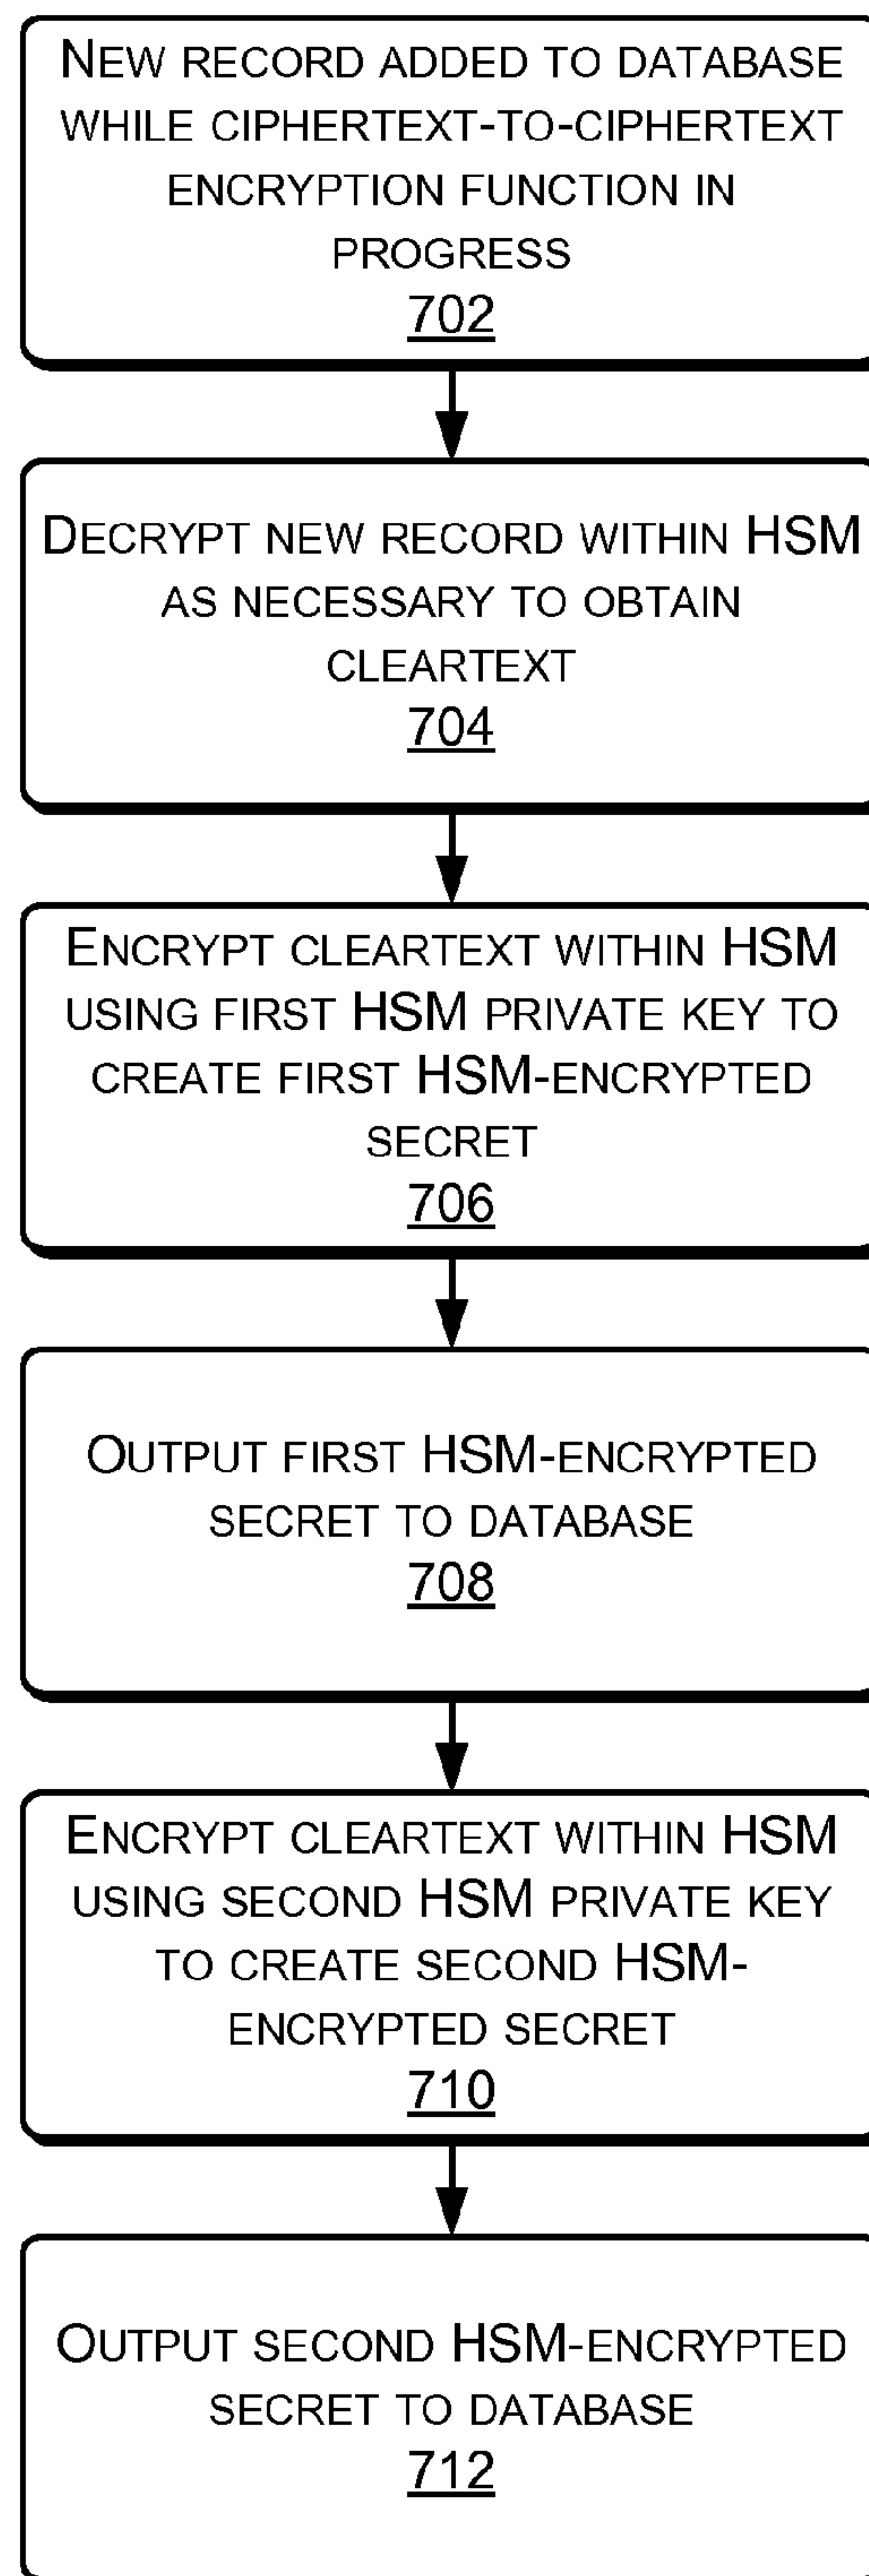 NEW RECORD ADDED TO DATABASE
WHILE CIPHERTEXT-TO-CIPHERTEXT
ENCRYPTION FUNCTION IN
PROGRESS
702
DECRYPT NEW RECORD WITHIN HSM
AS NECESSARY TO OBTAIN
CLEARTEXT
704
ENCRYPT CLEARTEXT WITHIN HSM
USING FIRST HSM PRIVATE KEY TO
CREATE FIRST HSM-ENCRYPTED
SECRET
706
OUTPUT FIRST HSM-ENCRYPTED
SECRET TO DATABASE
708
ENCRYPT CLEARTEXT WITHIN HSM
USING SECOND HSM PRIVATE KEY
TO CREATE SECOND HSM-
ENCRYPTED SECRET
710
OUTPUT SECOND HSM-ENCRYPTED
SECRET TO DATABASE
712